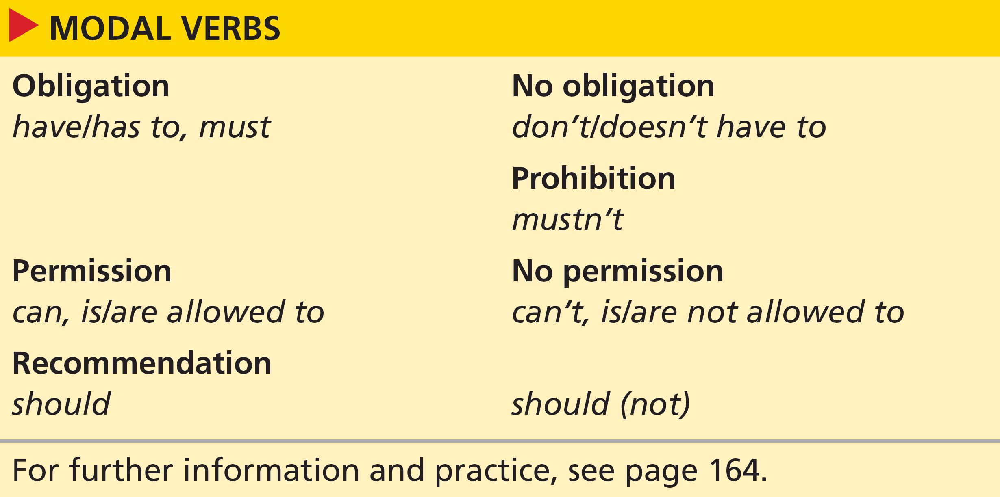 MODAL VERBS
Obligation
have/has to, must
No obligation
don’t/doesn’t have to
Prohibition
mustn’t
Permission
can, is/are allowed to
No permission
can’t, is/are not allowed to
Recommendation
should
should (not)
For further information and practice, see page 164.